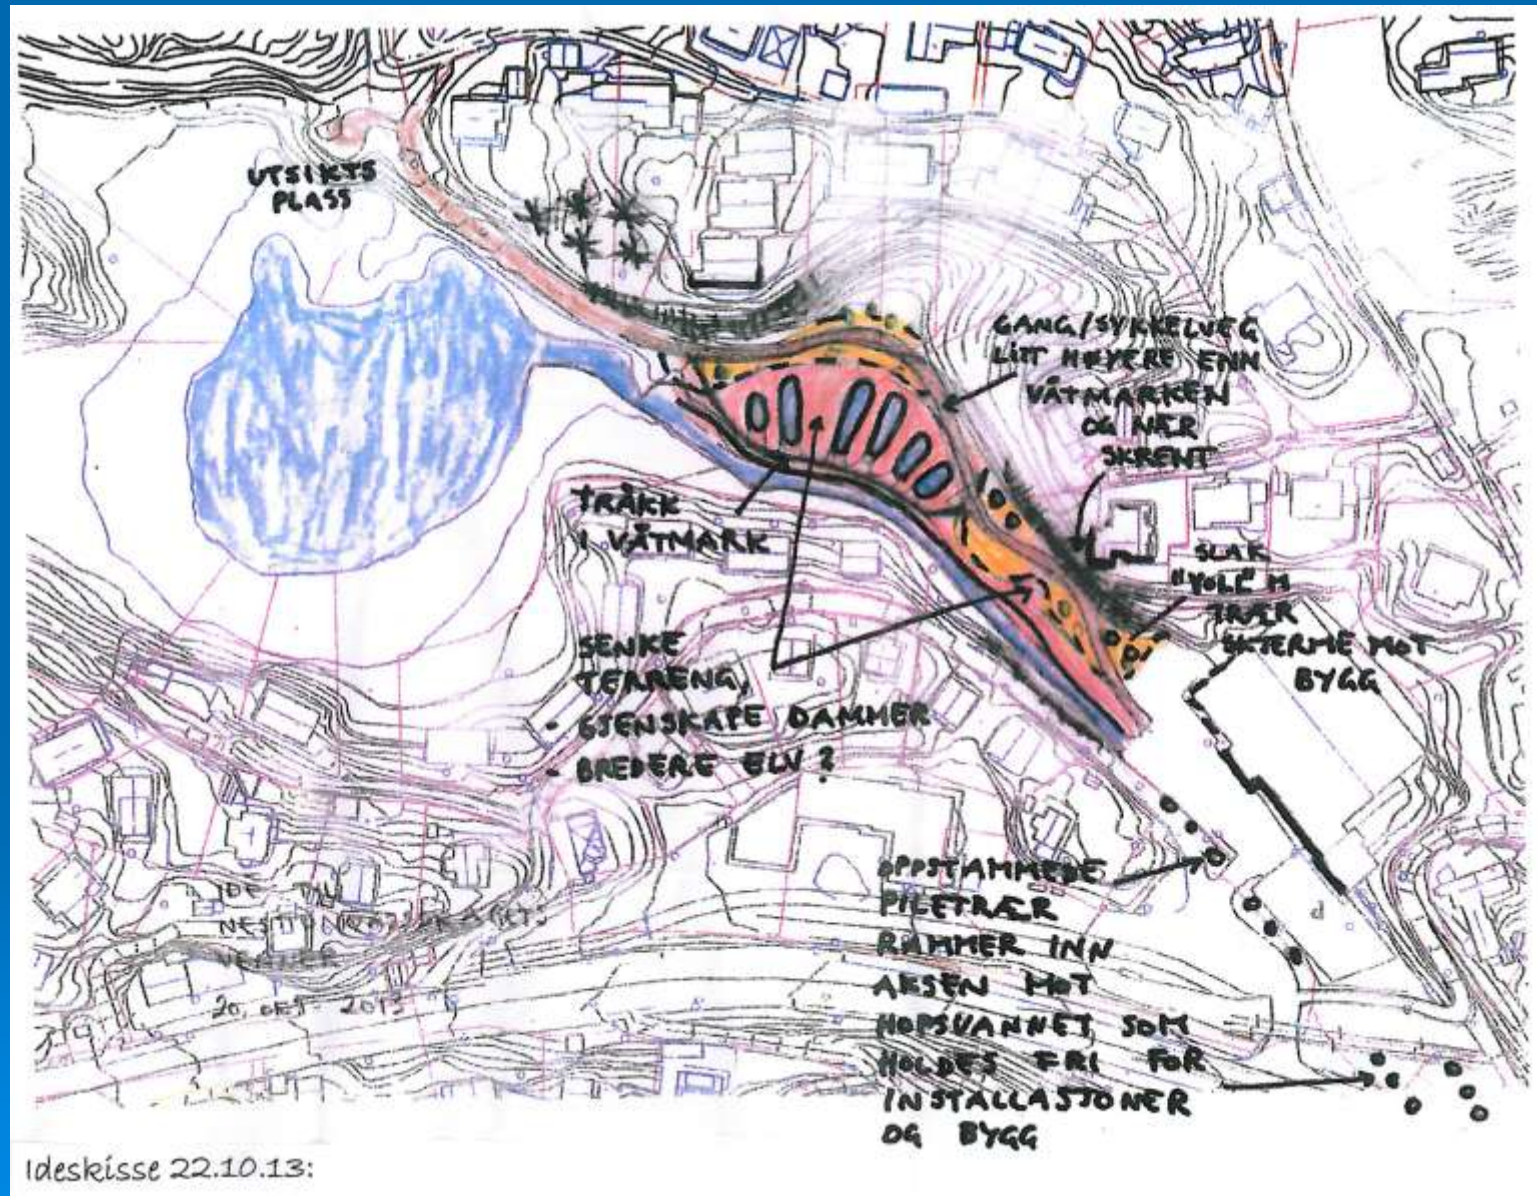 UTSIKTS
PLASS
GANG/SYKKELVEG
LITT HØYERE ENN
VÅTMARKEN
OG NÆR
SKRENT
TRÅKK
I VÅTMARK
SLAK
"VOLL" M
TRÆR
SKJERME MOT
BYGG
SENKE
TERRENG,
- GJENSKAPE DAMMER
- BREDERE ELV?
OPPSTAMMEDE
PILETRÆR
RAMMER INN
AKSEN MOT
HOPSVANNET, SOM
HOLDES FRI FOR
INSTALLASJONER
OG BYGG
IDE TIL
20. OKT 2013
Ideskisse 22.10.13: